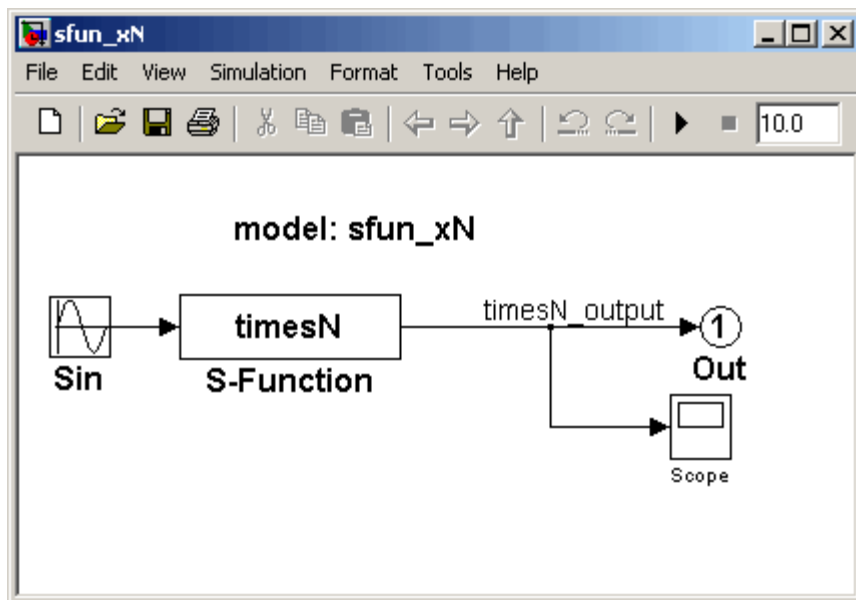 sfun_xN
File Edit View Simulation Format Tools Help
10.0
model: sfun_xN
timesN
timesN_output
1
Sin
S-Function
Out
Scope